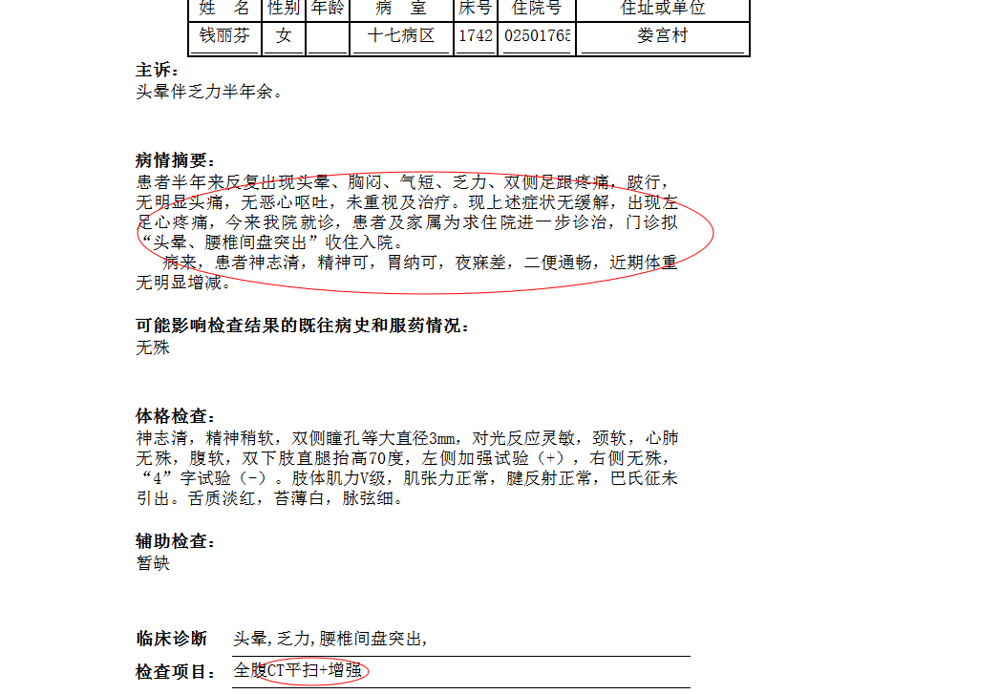 姓 名 性别 年龄 病 室 床号 住院号 住址或单位
钱丽芬 女 十七病区 1742 02501765 娄宫村
主诉：
头晕伴乏力半年余。
病情摘要：
患者半年来反复出现头晕、胸闷、气短、乏力、双侧足跟疼痛，跛行，
无明显头痛，无恶心呕吐，未重视及治疗。现上述症状无缓解，出现左
足心疼痛，今来我院就诊，患者及家属为求住院进一步诊治，门诊拟
“头晕、腰椎间盘突出”收住入院。
病来，患者神志清，精神可，胃纳可，夜寐差，二便通畅，近期体重
无明显增减。
可能影响检查结果的既往病史和服药情况：
无殊
体格检查：
神志清，精神稍软，双侧瞳孔等大直径3mm，对光反应灵敏，颈软，心肺
无殊，腹软，双下肢直腿抬高70度，左侧加强试验（+），右侧无殊，
“4”字试验（-）。肢体肌力V级，肌张力正常，腱反射正常，巴氏征未
引出。舌质淡红，苔薄白，脉弦细。
辅助检查：
暂缺
临床诊断 头晕,乏力,腰椎间盘突出,
检查项目： 全腹CT平扫+增强